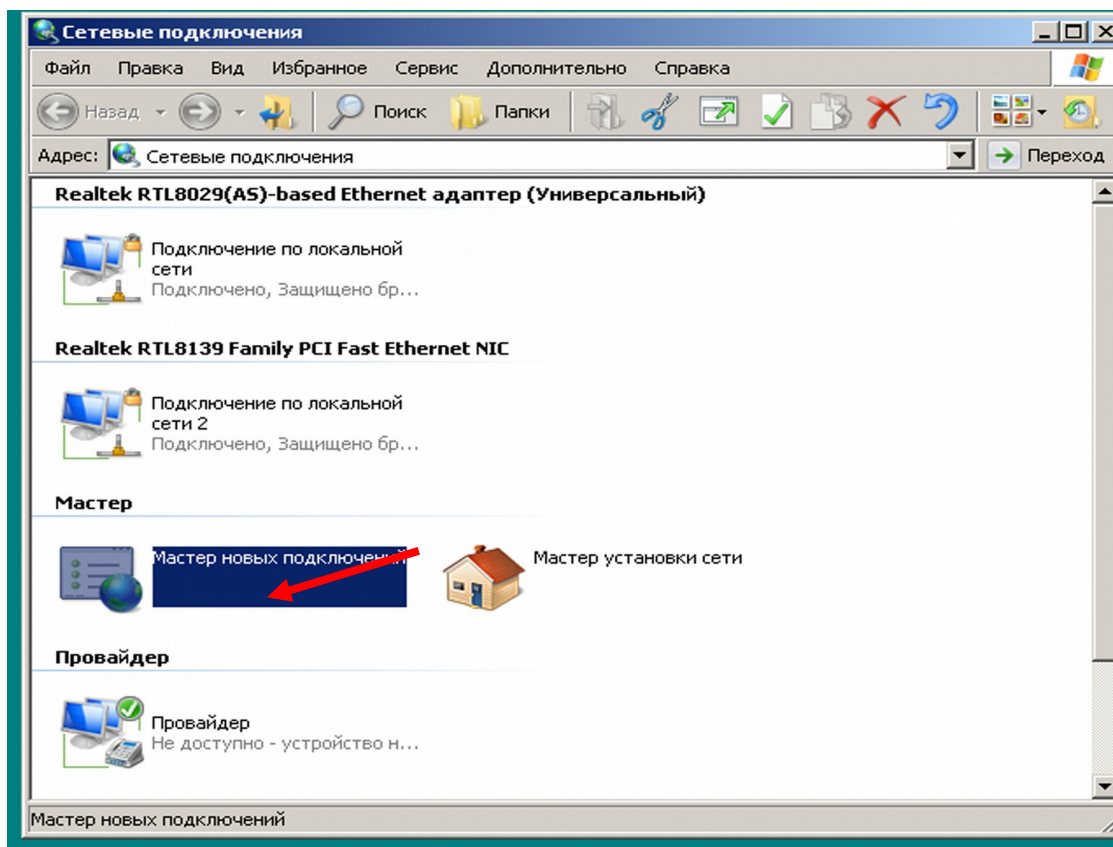 Сетевые подключения
Файл Правка Вид Избранное Сервис Дополнительно Справка
Назад Поиск Папки
Адрес: Сетевые подключения Переход
Realtek RTL8029(AS)-based Ethernet адаптер (Универсальный)
Подключение по локальной
сети
Подключено, Защищено бр...
Realtek RTL8139 Family PCI Fast Ethernet NIC
Подключение по локальной
сети 2
Подключено, Защищено бр...
Мастер
Мастер новых подключений Мастер установки сети
Провайдер
Провайдер
Не доступно - устройство н...
Мастер новых подключений